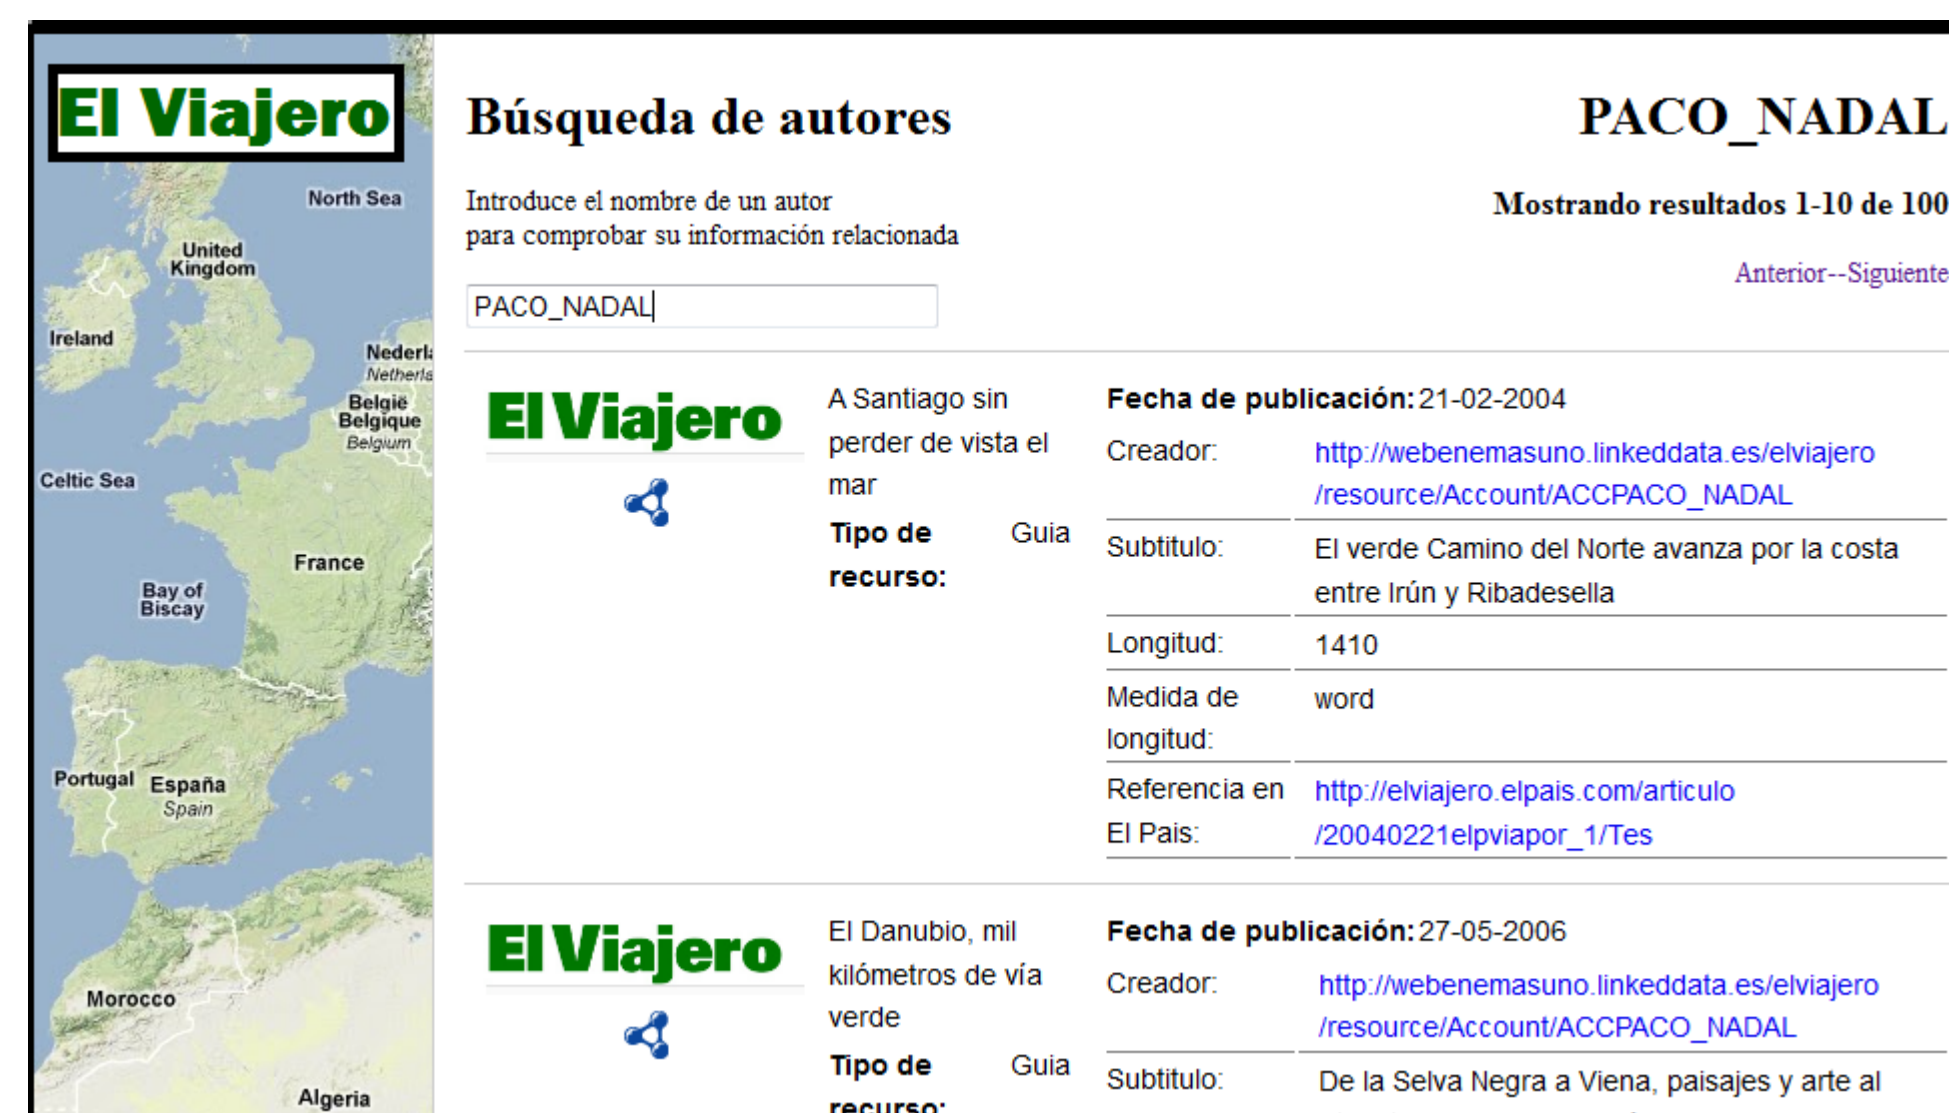 El Viajero
North Sea
United
Kingdom
Ireland
Nederl
Netherla
België
Belgique
Belgium
Celtic Sea
France
Bay of
Biscay
Portugal
España
Spain
Morocco
Algeria
Búsqueda de autores
PACO_NADAL
Introduce el nombre de un autor
para comprobar su información relacionada
Mostrando resultados 1-10 de 100
Anterior--Siguiente
PACO_NADAL
El Viajero
A Santiago sin
perder de vista el
mar
Tipo de Guia
recurso:
Fecha de publicación: 21-02-2004
Creador: http://webenemasuno.linkeddata.es/elviajero
/resource/Account/ACCPACO_NADAL
Subtitulo: El verde Camino del Norte avanza por la costa
entre Irún y Ribadesella
Longitud: 1410
Medida de word
longitud:
Referencia en http://elviajero.elpais.com/articulo
El Pais: /20040221elpviapor_1/Tes
El Viajero
El Danubio, mil
kilómetros de vía
verde
Tipo de Guia
recurso:
Fecha de publicación: 27-05-2006
Creador: http://webenemasuno.linkeddata.es/elviajero
/resource/Account/ACCPACO_NADAL
Subtitulo: De la Selva Negra a Viena, paisajes y arte al